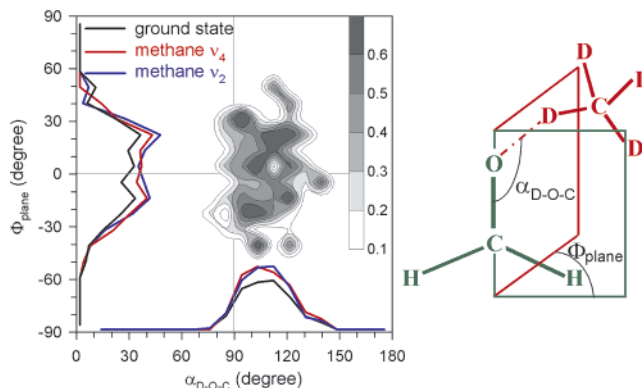 90
60
30
0
-30
-60
-90
Φplane (degree)
ground state
methane ν4
methane ν2
0.6
0.5
0.4
0.3
0.2
0.1
0 30 60 90 120 150 180
αD-O-C (degree)
D
D
C
D
O
αD-O-C
C
Φplane
H
H